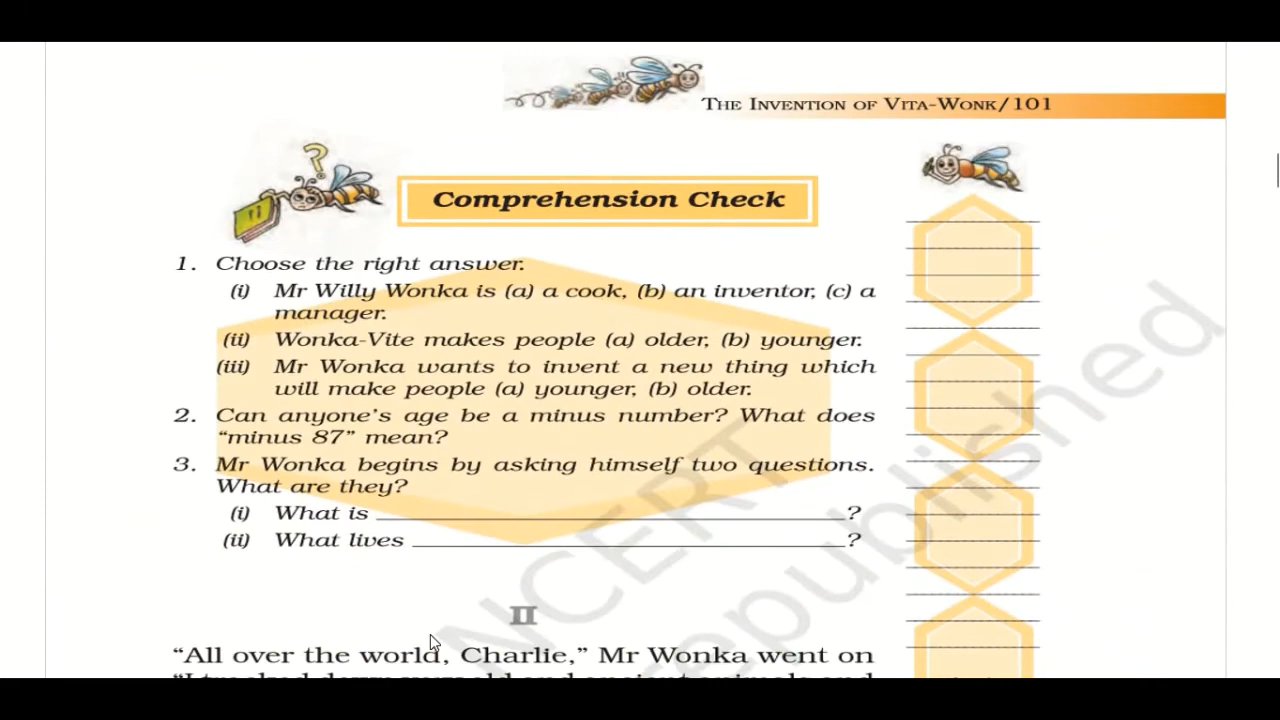 THE INVENTION OF VITA-WONK/101
?
Comprehension Check
1. Choose the right answer.
(i) Mr Willy Wonka is (a) a cook, (b) an inventor, (c) a
manager.
(ii) Wonka-Vite makes people (a) older, (b) younger.
(iii) Mr Wonka wants to invent a new thing which
will make people (a) younger, (b) older.
2. Can anyone's age be a minus number? What does
“minus 87” mean?
3. Mr Wonka begins by asking himself two questions.
What are they?
(i) What is ?
(ii) What lives ?
II
“All over the world, Charlie,” Mr Wonka went on
NCERT
republished